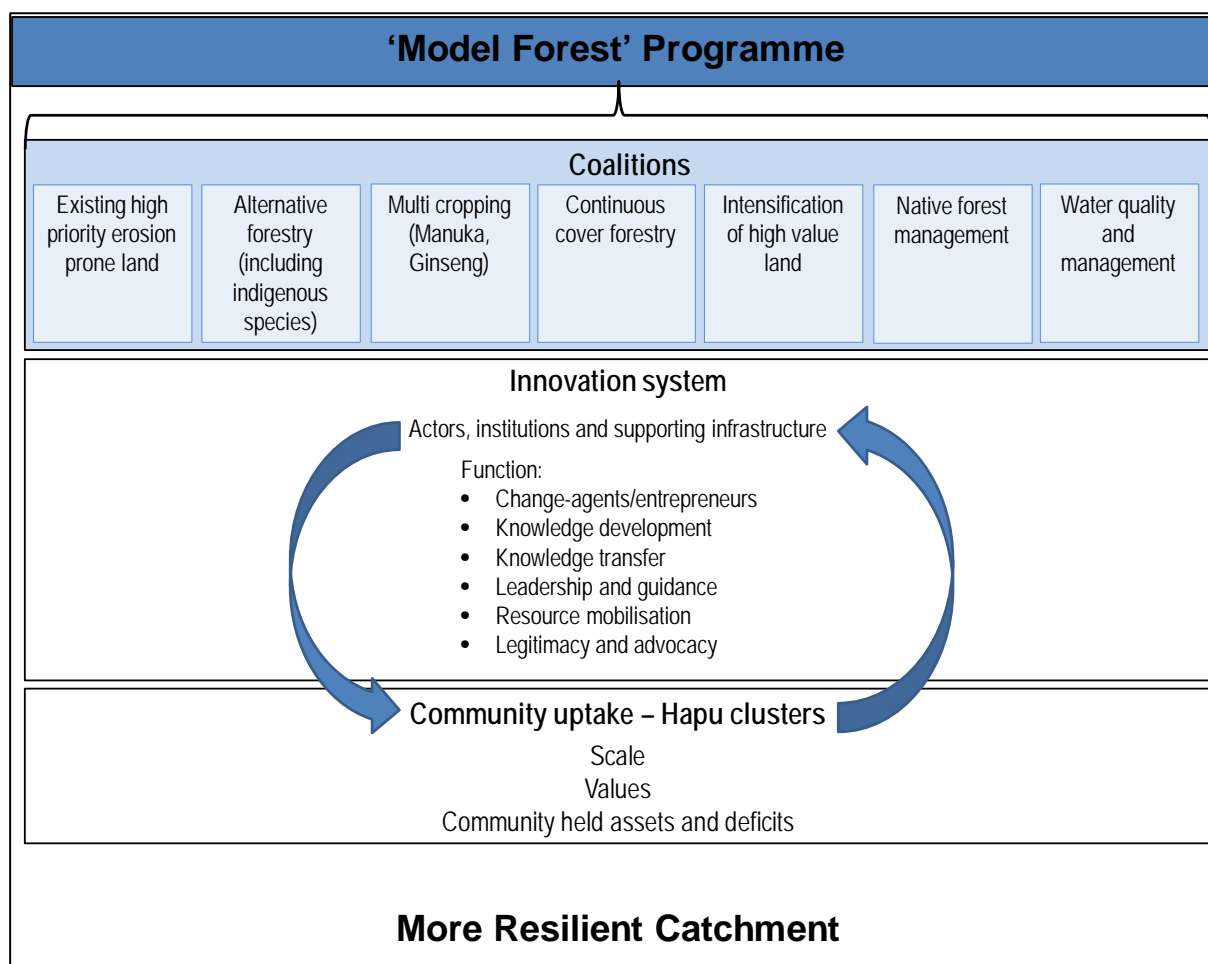 ‘Model Forest’ Programme
Coalitions
Existing high
priority erosion
prone land
Alternative
forestry
(including
indigenous
species)
Multi cropping
(Manuka,
Ginseng)
Continuous
cover forestry
Intensification
of high value
land
Native forest
management
Water quality
and
management
Innovation system
Actors, institutions and supporting infrastructure
Function:
• Change-agents/entrepreneurs
• Knowledge development
• Knowledge transfer
• Leadership and guidance
• Resource mobilisation
• Legitimacy and advocacy
Community uptake – Hapu clusters
Scale
Values
Community held assets and deficits
More Resilient Catchment